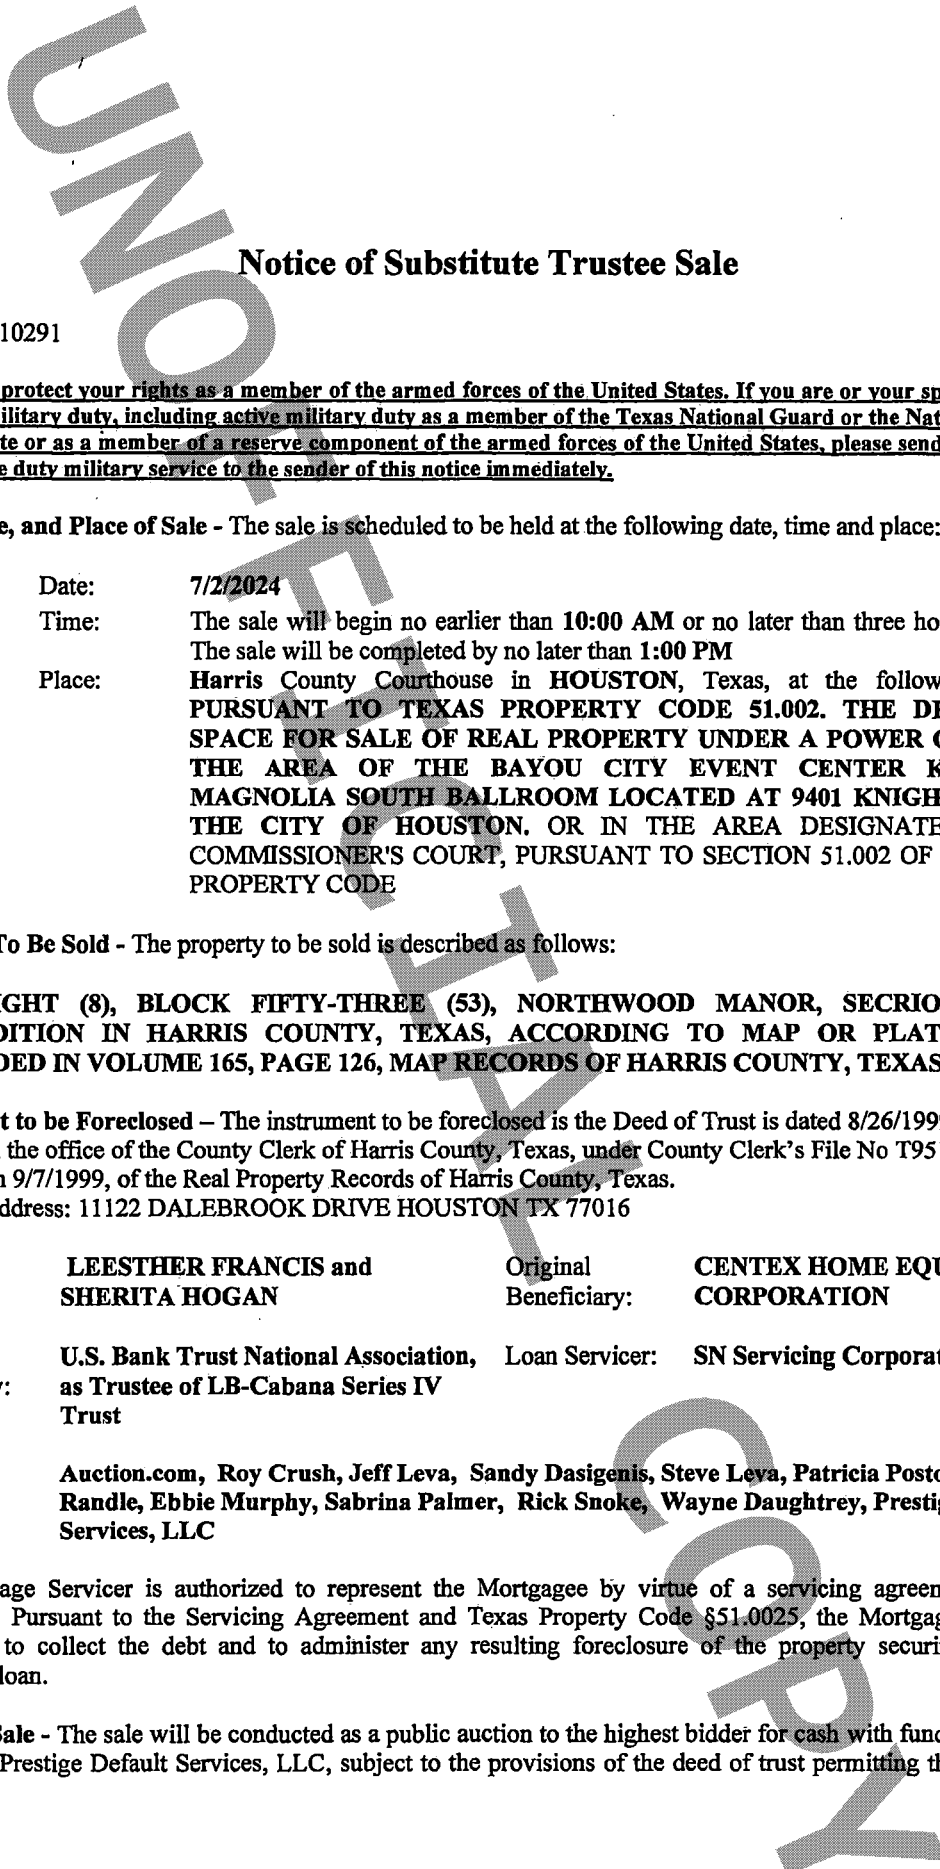 Notice of Substitute Trustee Sale
10291
protect your rights as a member of the armed forces of the United States. If you are or your sp
ilitary duty, including active military duty as a member of the Texas National Guard or the Nat
te or as a member of a reserve component of the armed forces of the United States, please send
e duty military service to the sender of this notice immediately.
e, and Place of Sale - The sale is scheduled to be held at the following date, time and place:
Date: 7/2/2024
Time: The sale will begin no earlier than 10:00 AM or no later than three ho
The sale will be completed by no later than 1:00 PM
Place: Harris County Courthouse in HOUSTON, Texas, at the follow
PURSUANT TO TEXAS PROPERTY CODE 51.002. THE DE
SPACE FOR SALE OF REAL PROPERTY UNDER A POWER O
THE AREA OF THE BAYOU CITY EVENT CENTER K
MAGNOLIA SOUTH BALLROOM LOCATED AT 9401 KNIGH
THE CITY OF HOUSTON. OR IN THE AREA DESIGNATE
COMMISSIONER'S COURT, PURSUANT TO SECTION 51.002 OF
PROPERTY CODE
To Be Sold - The property to be sold is described as follows:
IGHT (8), BLOCK FIFTY-THREE (53), NORTHWOOD MANOR, SECRIO
DITION IN HARRIS COUNTY, TEXAS, ACCORDING TO MAP OR PLAT
DED IN VOLUME 165, PAGE 126, MAP RECORDS OF HARRIS COUNTY, TEXAS
t to be Foreclosed – The instrument to be foreclosed is the Deed of Trust is dated 8/26/199
the office of the County Clerk of Harris County, Texas, under County Clerk's File No T95
n 9/7/1999, of the Real Property Records of Harris County, Texas.
ddress: 11122 DALEBROOK DRIVE HOUSTON TX 77016
LEESTHER FRANCIS and Original CENTEX HOME EQU
SHERITA HOGAN Beneficiary: CORPORATION
U.S. Bank Trust National Association, Loan Servicer: SN Servicing Corporat
y: as Trustee of LB-Cabana Series IV
Trust
Auction.com, Roy Crush, Jeff Leva, Sandy Dasigenis, Steve Leva, Patricia Posto
Randle, Ebbie Murphy, Sabrina Palmer, Rick Snoke, Wayne Daughtrey, Prestig
Services, LLC
age Servicer is authorized to represent the Mortgagee by virtue of a servicing agreem
Pursuant to the Servicing Agreement and Texas Property Code §51.0025, the Mortgag
to collect the debt and to administer any resulting foreclosure of the property securi
loan.
Sale - The sale will be conducted as a public auction to the highest bidder for cash with func
Prestige Default Services, LLC, subject to the provisions of the deed of trust permitting th
UNOFFICIAL COPY